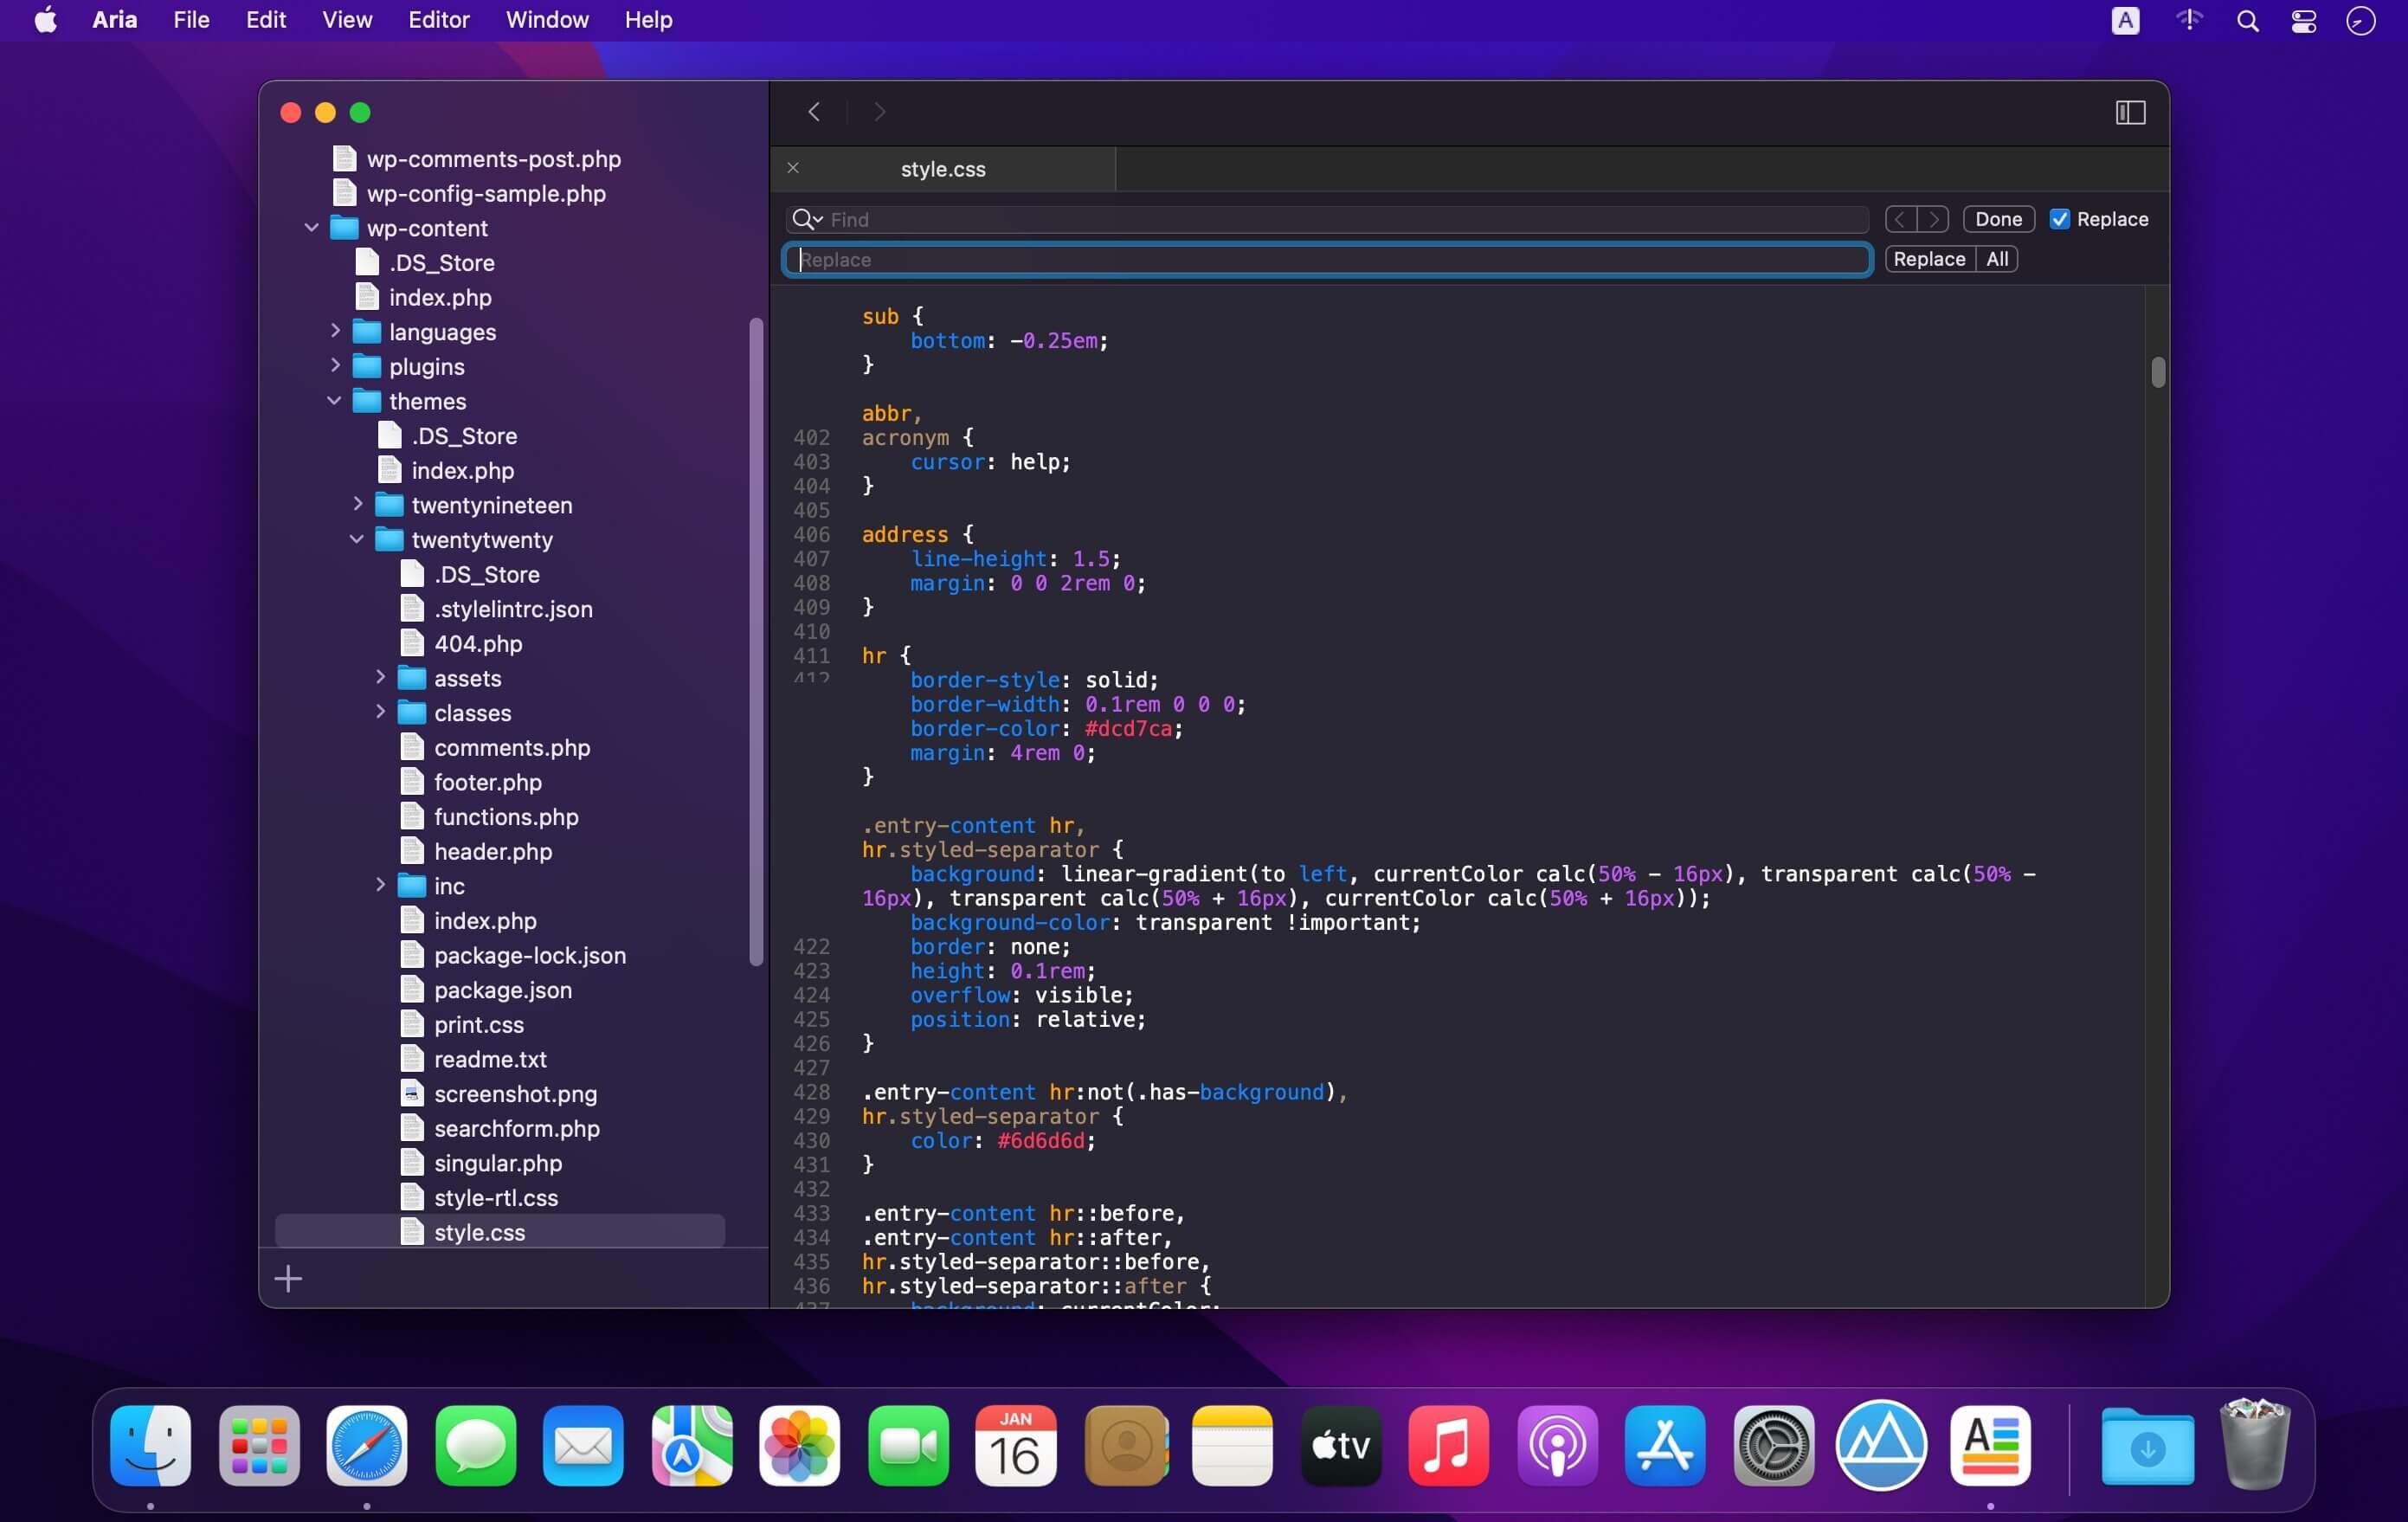 Aria File Edit View Editor Window Help A
wp-comments-post.php
wp-config-sample.php
wp-content
.DS_Store
index.php
languages
plugins
themes
.DS_Store
index.php
twentynineteen
twentytwenty
.DS_Store
.stylelintrc.json
404.php
assets
classes
comments.php
footer.php
functions.php
header.php
inc
index.php
package-lock.json
package.json
print.css
readme.txt
screenshot.png
searchform.php
singular.php
style-rtl.css
style.css
style.css
Find Done Replace
Replace Replace All
sub {
bottom: -0.25em;
}
abbr,
402 acronym {
403 cursor: help;
404 }
405
406 address {
407 line-height: 1.5;
408 margin: 0 0 2rem 0;
409 }
410
411 hr {
412 border-style: solid;
border-width: 0.1rem 0 0 0;
border-color: #dcd7ca;
margin: 4rem 0;
}
.entry-content hr,
hr.styled-separator {
background: linear-gradient(to left, currentColor calc(50% - 16px), transparent calc(50% -
16px), transparent calc(50% + 16px), currentColor calc(50% + 16px));
background-color: transparent !important;
422 border: none;
423 height: 0.1rem;
424 overflow: visible;
425 position: relative;
426 }
427
428 .entry-content hr:not(.has-background),
429 hr.styled-separator {
430 color: #6d6d6d;
431 }
432
433 .entry-content hr::before,
434 .entry-content hr::after,
435 hr.styled-separator::before,
436 hr.styled-separator::after {
437 background: currentColor;
JAN
16
tv
A